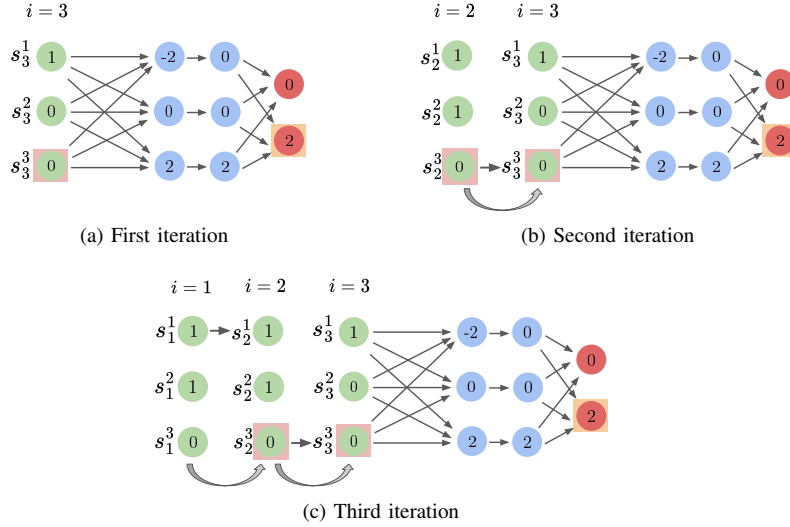 i = 3
s_3^1 1 -2 0
0
s_3^2 0 0 0
2
s_3^3 0 2 2
(a) First iteration
i = 2 i = 3
s_2^1 1 s_3^1 1 -2 0
0
s_2^2 1 s_3^2 0 0 0
2
s_2^3 0 s_3^3 0 2 2
(b) Second iteration
i = 1 i = 2 i = 3
s_1^1 1 s_2^1 1 s_3^1 1 -2 0
0
s_1^2 1 s_2^2 1 s_3^2 0 0 0
2
s_1^3 0 s_2^3 0 s_3^3 0 2 2
(c) Third iteration